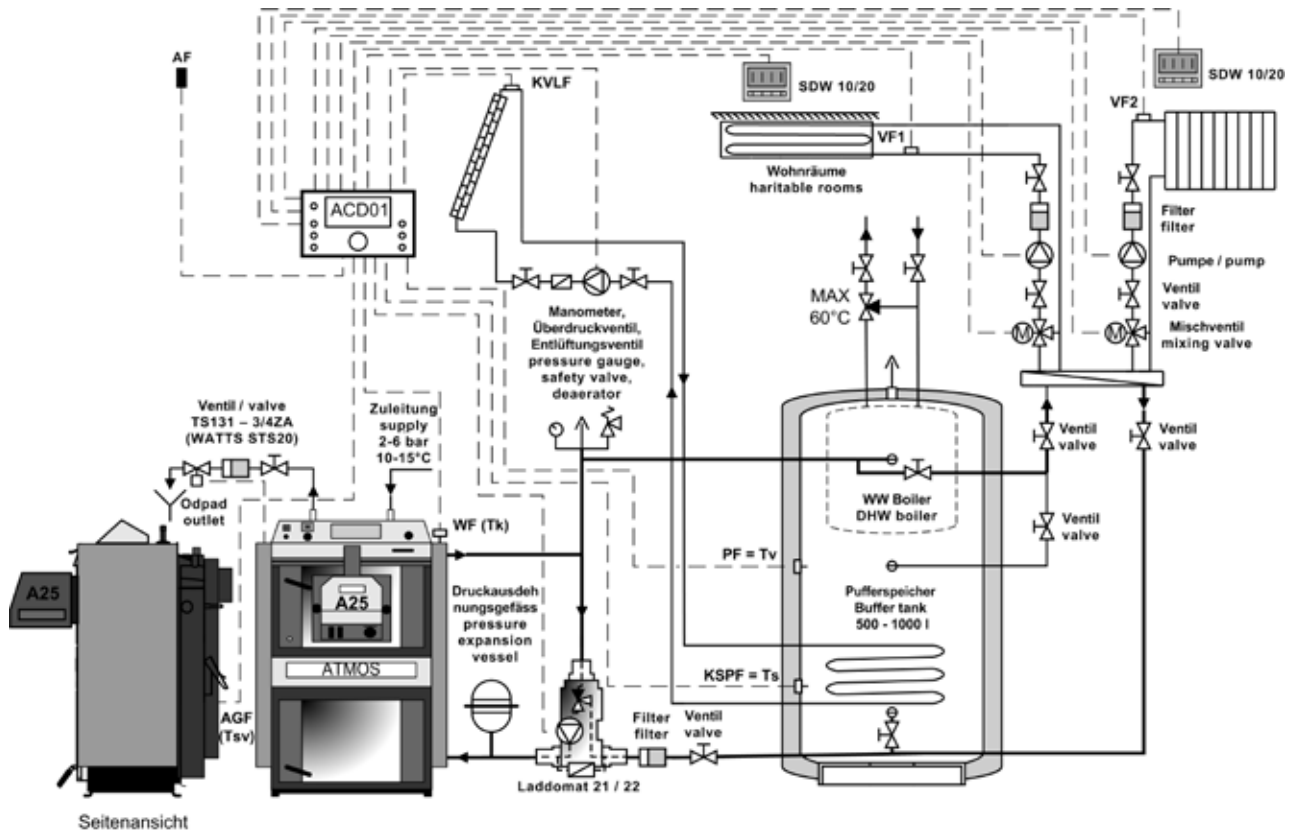 AF
KVLF
SDW 10/20
SDW 10/20
VF2
VF1
Wohnräume
haritable rooms
ACD01
Filter
filter
Pumpe / pump
Ventil
valve
Mischventil
mixing valve
M
M
MAX
60°C
Manometer,
Überdruckventil,
Entlüftungsventil
pressure gauge,
safety valve,
deaerator
Ventil / valve
TS131 – 3/4ZA
(WATTS STS20)
Zuleitung
supply
2-6 bar
10-15°C
Odpad
outlet
WF (Tk)
Ventil
valve
Ventil
valve
WW Boiler
DHW boiler
Ventil
valve
PF = Tv
Pufferspeicher
Buffer tank
500 - 1000 l
A25
A25
ATMOS
Druckausdeh
nungsgefäss
pressure
expansion
vessel
KSPF = Ts
AGF
(Tsv)
Filter
filter
Ventil
valve
Laddomat 21 / 22
Seitenansicht